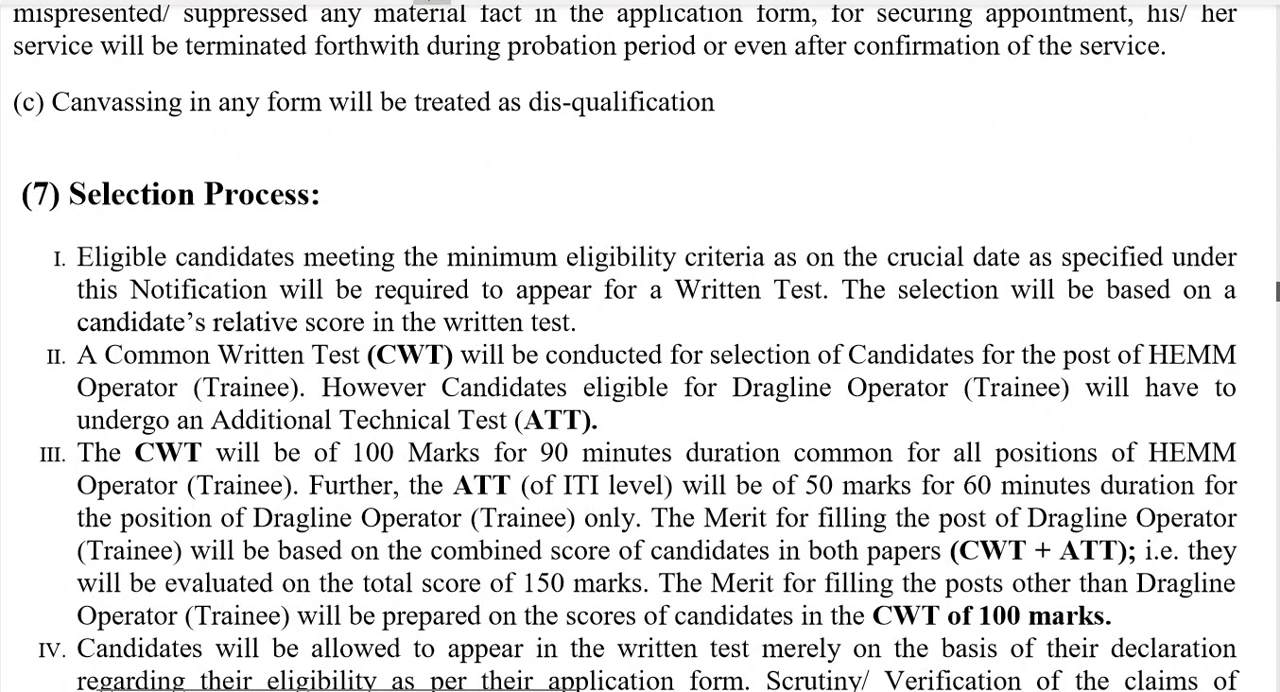 mispresented/ suppressed any material fact in the application form, for securing appointment, his/ her
service will be terminated forthwith during probation period or even after confirmation of the service.
(c) Canvassing in any form will be treated as dis-qualification
(7) Selection Process:
I. Eligible candidates meeting the minimum eligibility criteria as on the crucial date as specified under
this Notification will be required to appear for a Written Test. The selection will be based on a
candidate’s relative score in the written test.
II. A Common Written Test (CWT) will be conducted for selection of Candidates for the post of HEMM
Operator (Trainee). However Candidates eligible for Dragline Operator (Trainee) will have to
undergo an Additional Technical Test (ATT).
III. The CWT will be of 100 Marks for 90 minutes duration common for all positions of HEMM
Operator (Trainee). Further, the ATT (of ITI level) will be of 50 marks for 60 minutes duration for
the position of Dragline Operator (Trainee) only. The Merit for filling the post of Dragline Operator
(Trainee) will be based on the combined score of candidates in both papers (CWT + ATT); i.e. they
will be evaluated on the total score of 150 marks. The Merit for filling the posts other than Dragline
Operator (Trainee) will be prepared on the scores of candidates in the CWT of 100 marks.
IV. Candidates will be allowed to appear in the written test merely on the basis of their declaration
regarding their eligibility as per their application form. Scrutiny/ Verification of the claims of